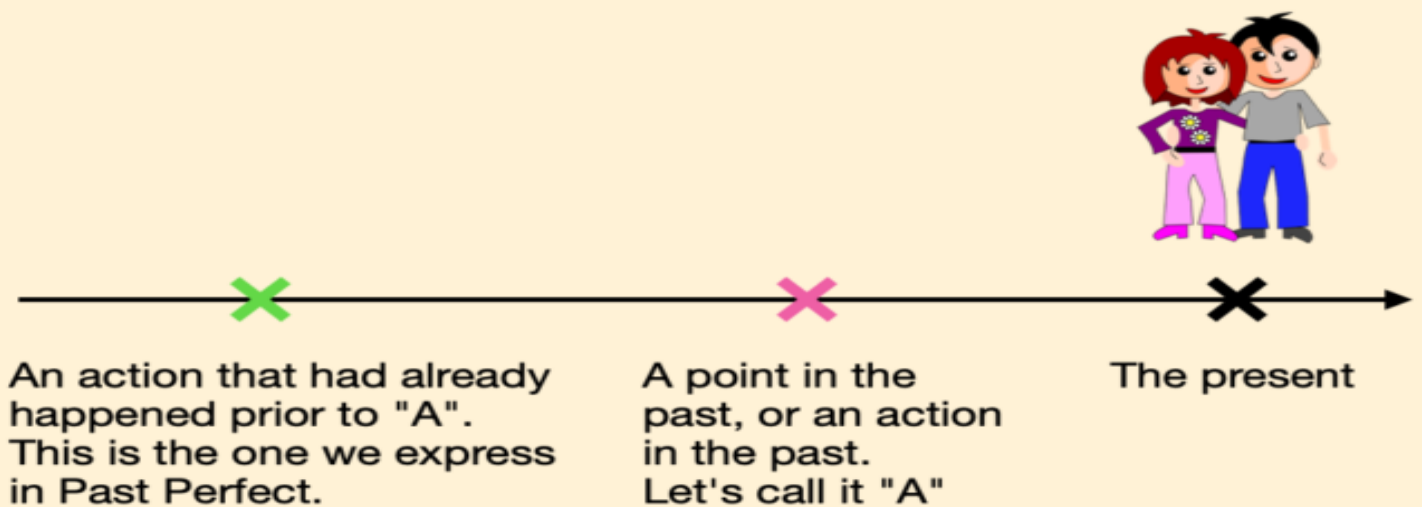 An action that had already
happened prior to "A".
This is the one we express
in Past Perfect.
A point in the
past, or an action
in the past.
Let's call it "A"
The present